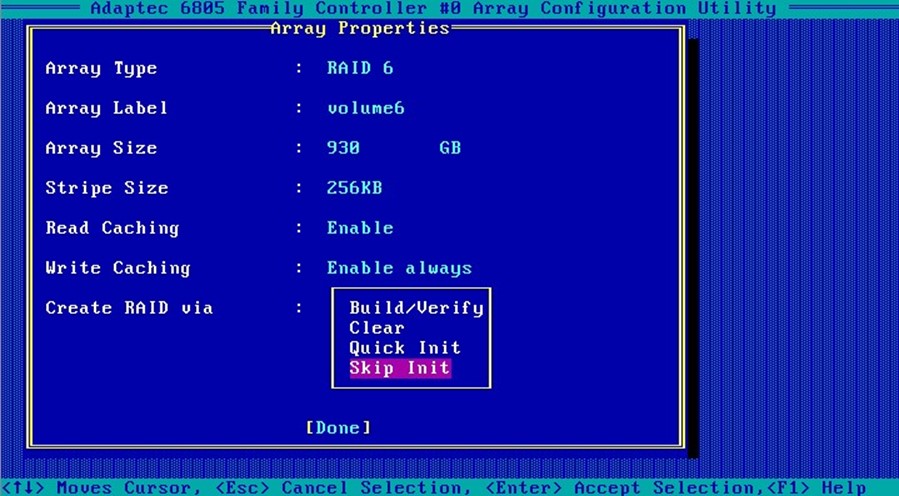 Adaptec 6805 Family Controller #0 Array Configuration Utility
Array Properties
Array Type : RAID 6
Array Label : volume6
Array Size : 930 GB
Stripe Size : 256KB
Read Caching : Enable
Write Caching : Enable always
Create RAID via : Build/Verify
Clear
Quick Init
Skip Init
[Done]
<↑↓> Moves Cursor, <Esc> Cancel Selection, <Enter> Accept Selection,<F1> Help